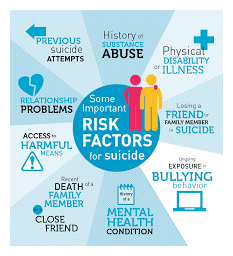 PREVIOUS
suicide
ATTEMPTS
History of
SUBSTANCE
ABUSE
Physical
DISABILITY
or ILLNESS
RELATIONSHIP
PROBLEMS
Some
Important
RISK
FACTORS
for suicide
Losing a
FRIEND or
FAMILY MEMBER
to SUICIDE
ACCESS to
HARMFUL
MEANS
Ongoing
EXPOSURE to
BULLYING
behavior
Recent
DEATH of a
FAMILY
MEMBER
or
CLOSE
FRIEND
History
of a
MENTAL
HEALTH
CONDITION